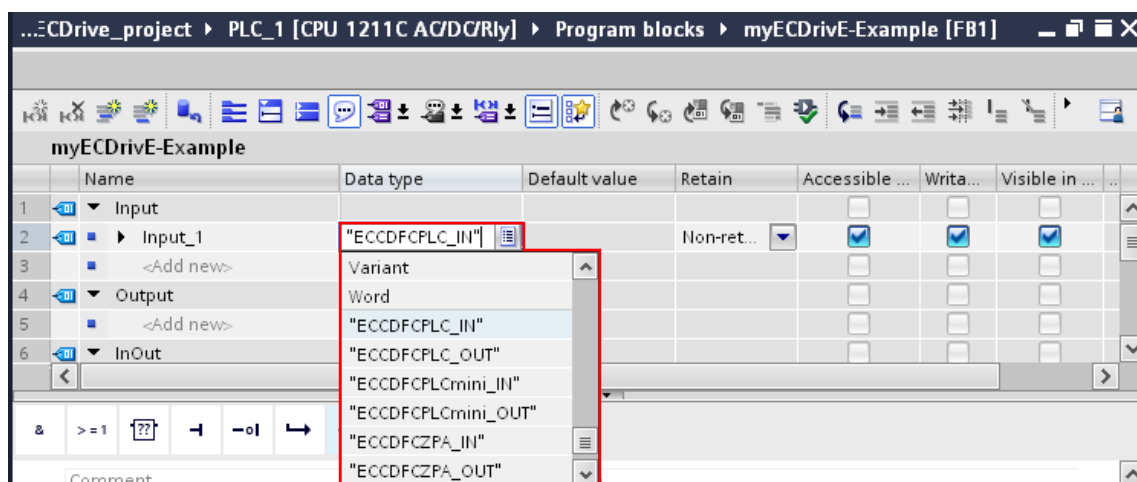 ...ECDrive_project ▸ PLC_1 [CPU 1211C AC/DC/Rly] ▸ Program blocks ▸ myECDrivE-Example [FB1]
myECDrivE-Example
Name Data type Default value Retain Accessible ... Writa... Visible in ... ..
1 Input
2 Input_1 "ECCDFCPLC_IN" Non-ret...
3 <Add new> Variant
4 Output Word
5 <Add new> "ECCDFCPLC_IN"
6 InOut "ECCDFCPLC_OUT"
"ECCDFCPLCmini_IN"
"ECCDFCPLCmini_OUT"
& >=1 ?? "ECCDFCZPA_IN"
Comment "ECCDFCZPA_OUT"